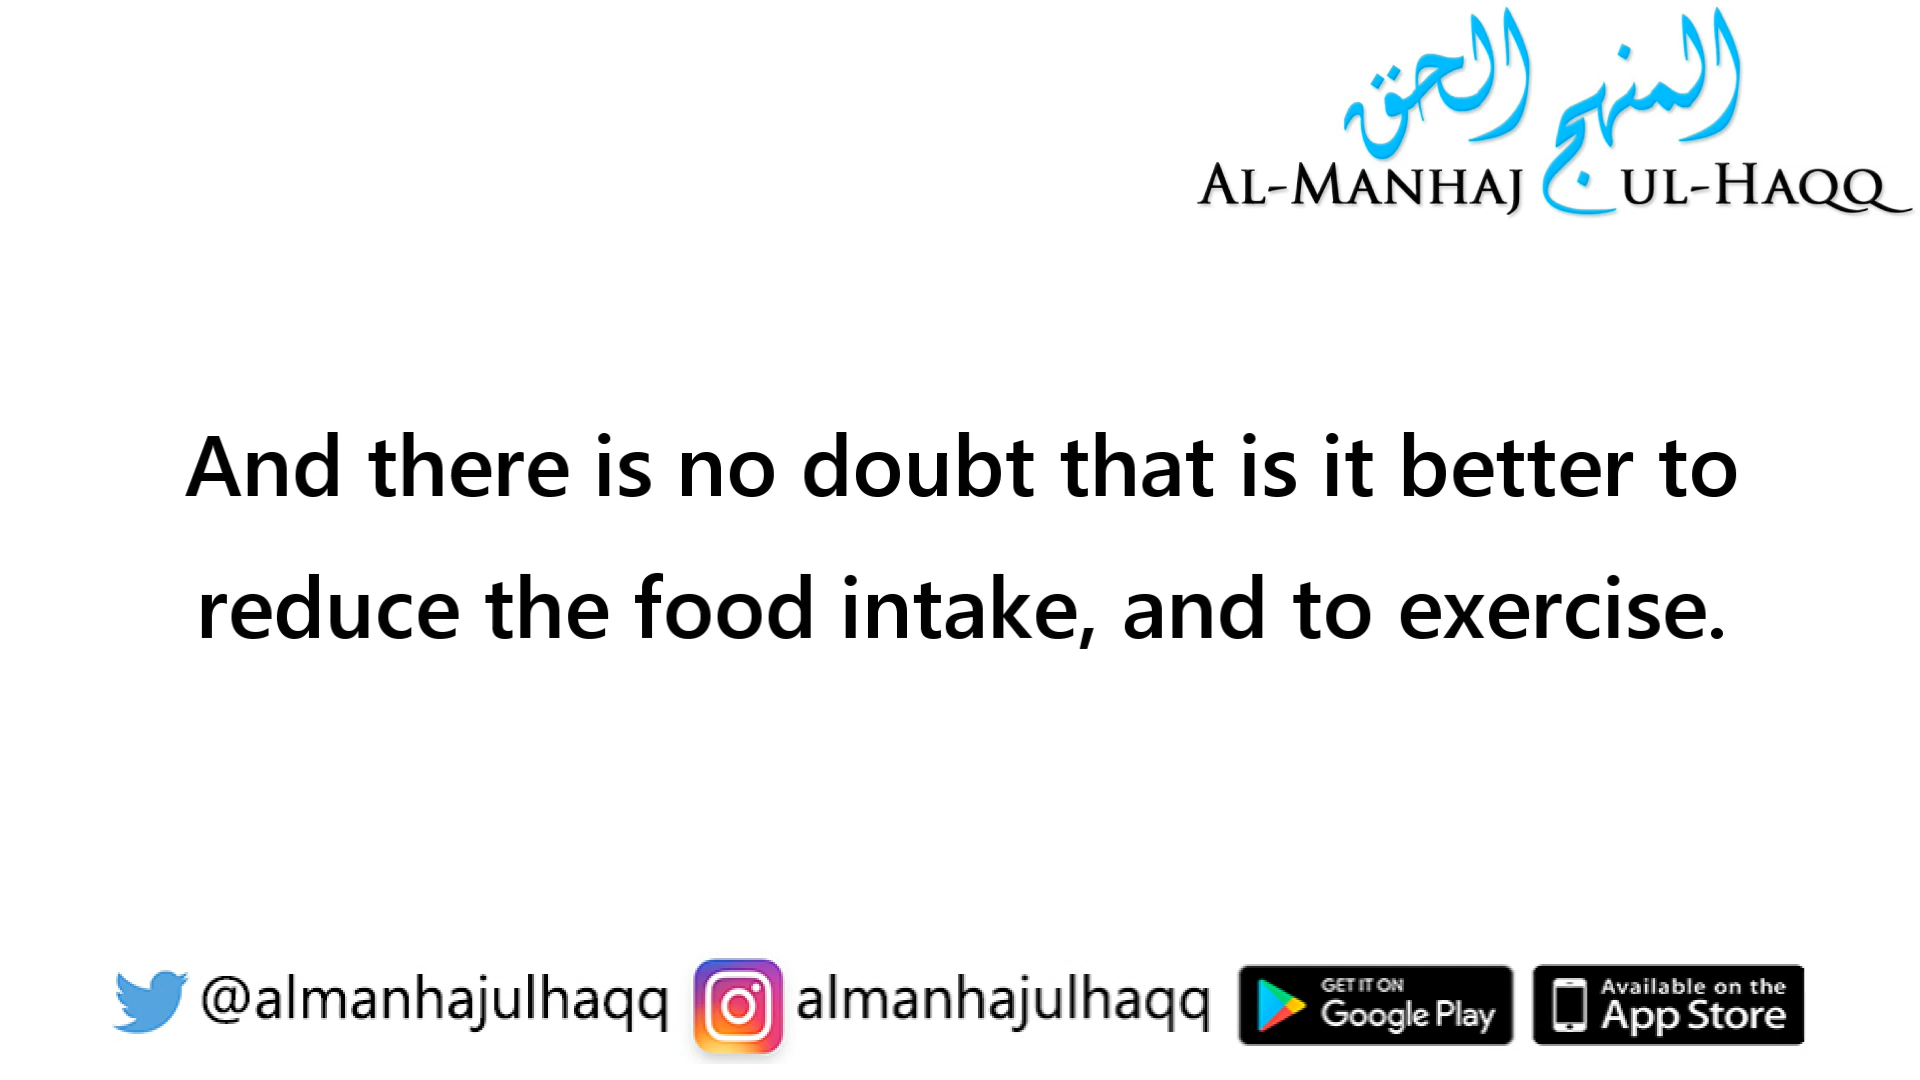 المنهج الحق
AL-MANHAJ UL-HAQQ
And there is no doubt that is it better to
reduce the food intake, and to exercise.
@almanhajulhaqq almanhajulhaqq GET IT ON Google Play Available on the App Store